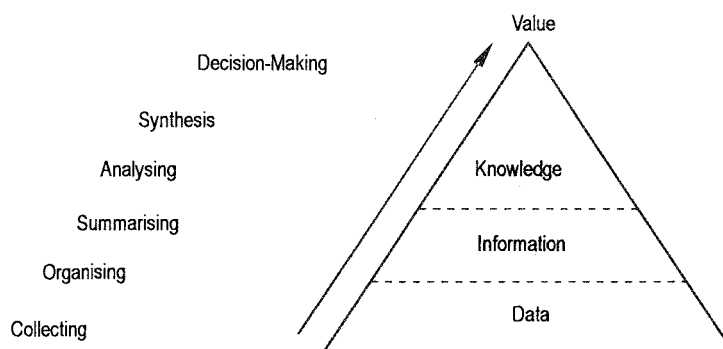 Value
Decision-Making
Synthesis
Analysing
Knowledge
Summarising
Information
Organising
Data
Collecting